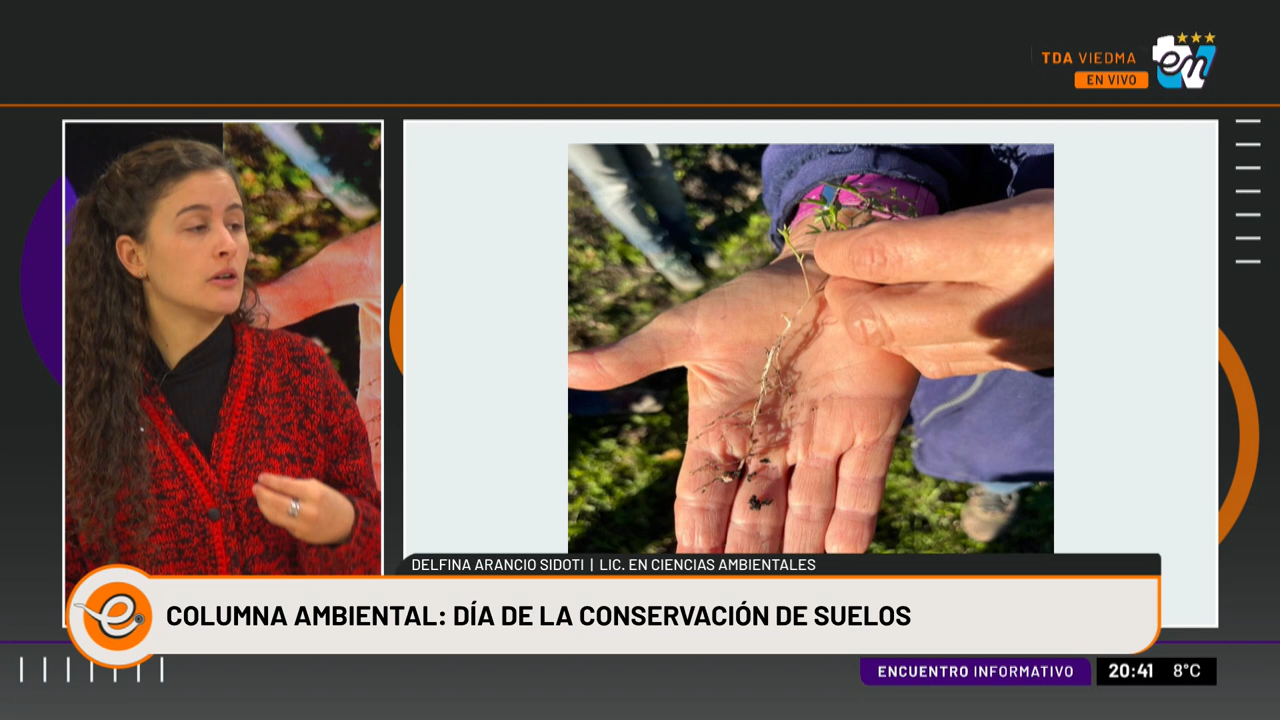 TDA VIEDMA
EN VIVO
en
DELFINA ARANCIO SIDOTI | LIC. EN CIENCIAS AMBIENTALES
e
COLUMNA AMBIENTAL: DÍA DE LA CONSERVACIÓN DE SUELOS
ENCUENTRO INFORMATIVO
20:41 8°C